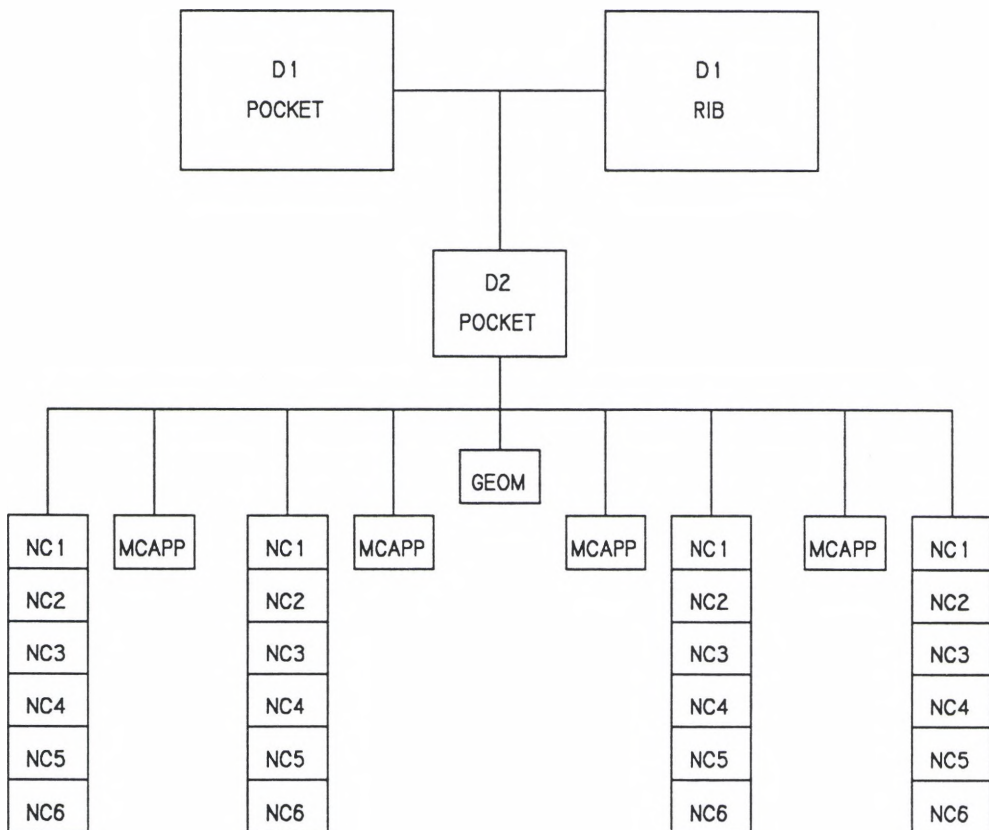 D1 D1
POCKET RIB
D2
POCKET
GEOM
NC1 MCAPP NC1 MCAPP MCAPP NC1 MCAPP NC1
NC2 NC2 NC2 NC2
NC3 NC3 NC3 NC3
NC4 NC4 NC4 NC4
NC5 NC5 NC5 NC5
NC6 NC6 NC6 NC6